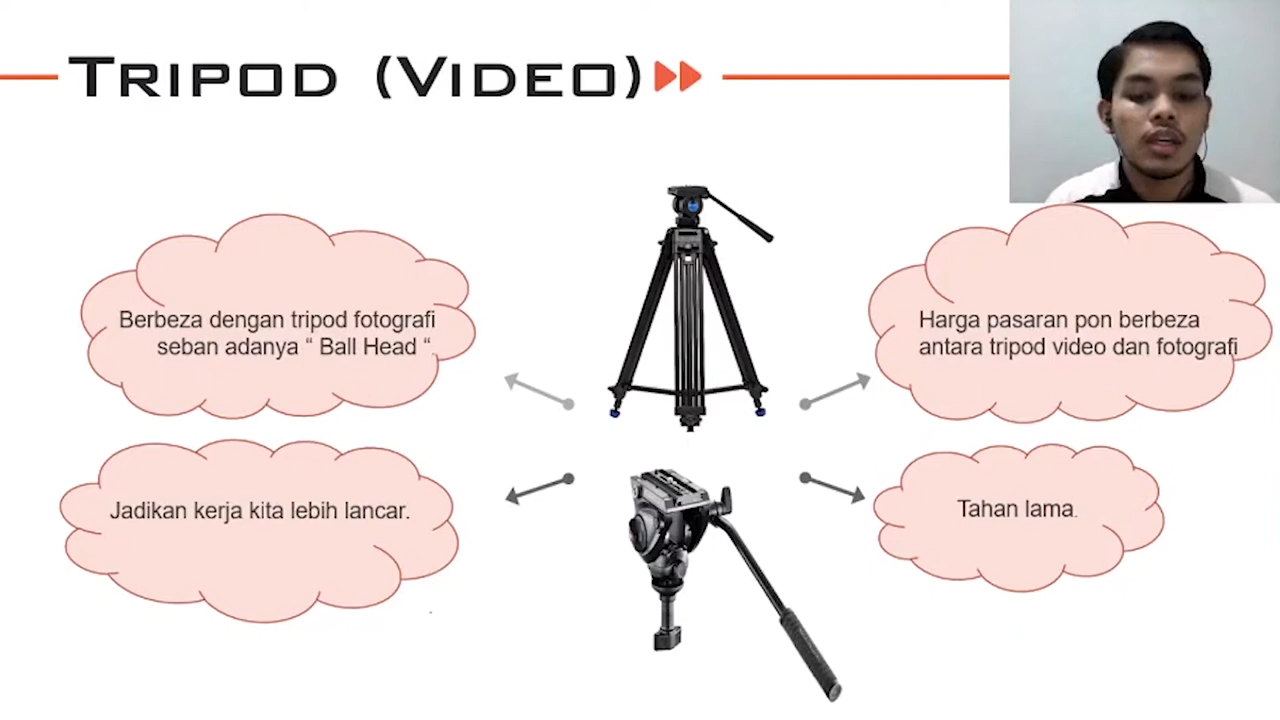 TRIPOD (VIDEO)
Berbeza dengan tripod fotografi
seban adanya “ Ball Head “
Harga pasaran pon berbeza
antara tripod video dan fotografi
Jadikan kerja kita lebih lancar.
Tahan lama.